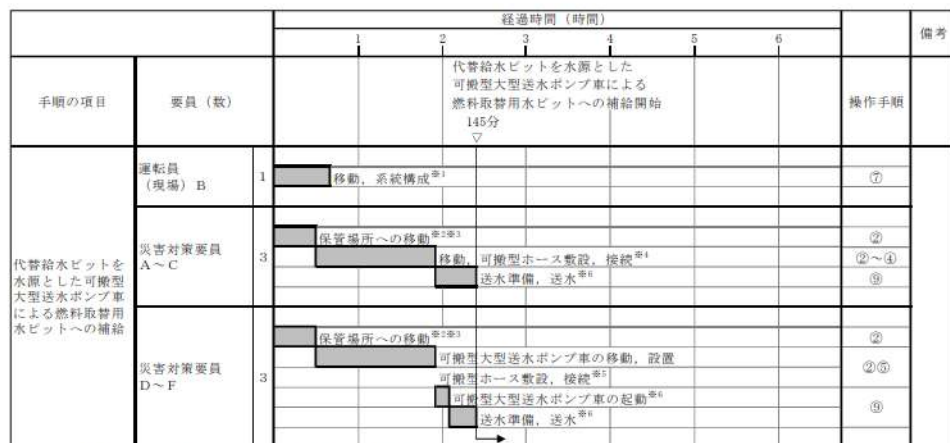 経過時間（時間）
備考
1 2 3 4 5 6
手順の項目
要員（数）
代替給水ピットを水源とした
可搬型大型送水ポンプ車による
燃料取替用水ピットへの補給開始
145分
▽
操作手順
代替給水ピットを
水源とした可搬型
大型送水ポンプ車
による燃料取替用
水ピットへの補給
運転員
（現場）B
1
移動，系統構成※1
⑦
災害対策要員
A～C
3
保管場所への移動※2※3
②
移動，可搬型ホース敷設，接続※4
②～④
送水準備，送水※6
⑨
災害対策要員
D～F
3
保管場所への移動※2※3
②
可搬型大型送水ポンプ車の移動，設置
可搬型ホース敷設，接続※5
②⑤
可搬型大型送水ポンプ車の起動※6
送水準備，送水※6
⑨